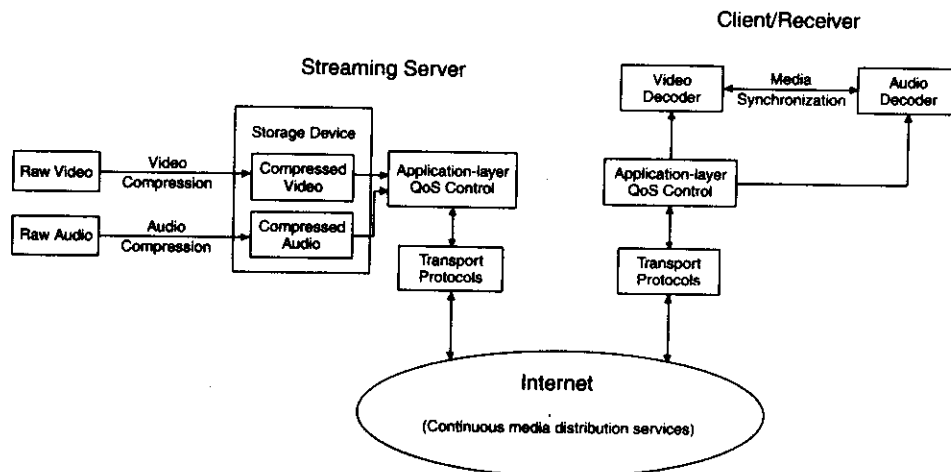 Client/Receiver
Streaming Server
Video
Decoder
Media
Synchronization
Audio
Decoder
Storage Device
Raw Video
Video
Compression
Compressed
Video
Application-layer
QoS Control
Application-layer
QoS Control
Raw Audio
Audio
Compression
Compressed
Audio
Transport
Protocols
Transport
Protocols
Internet
(Continuous media distribution services)